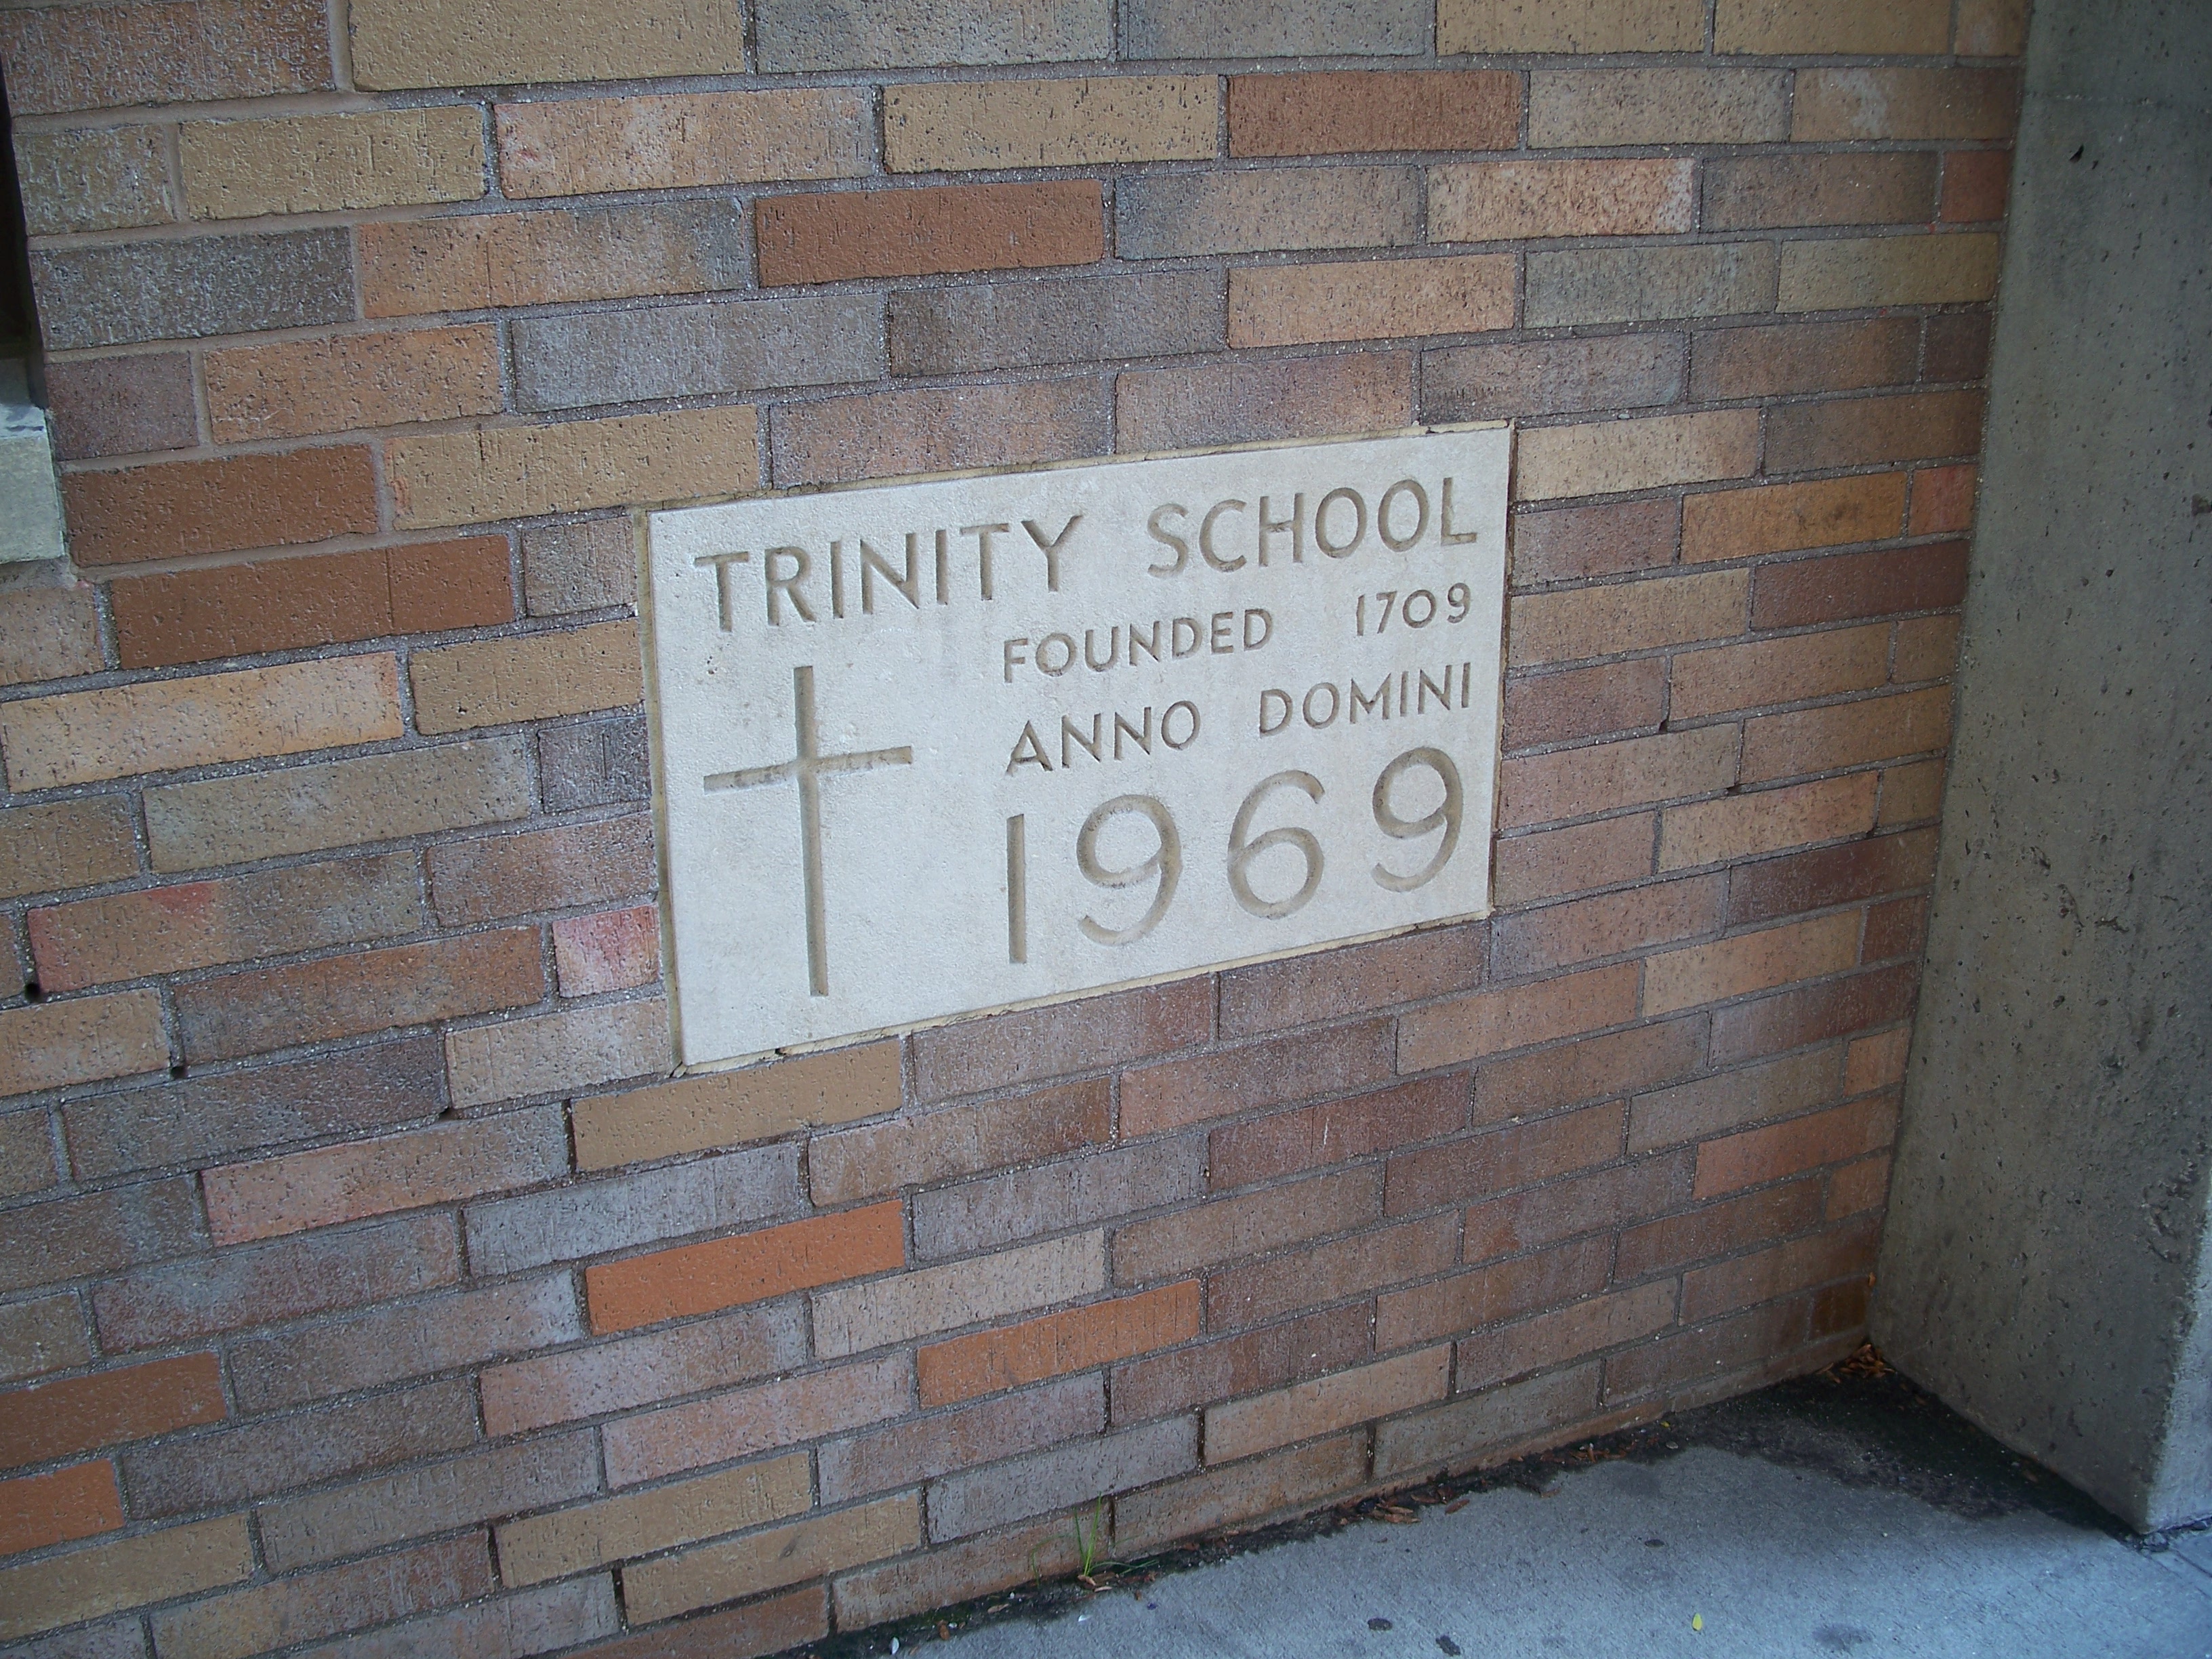 TRINITY SCHOOL
FOUNDED 1709
ANNO DOMINI
1969